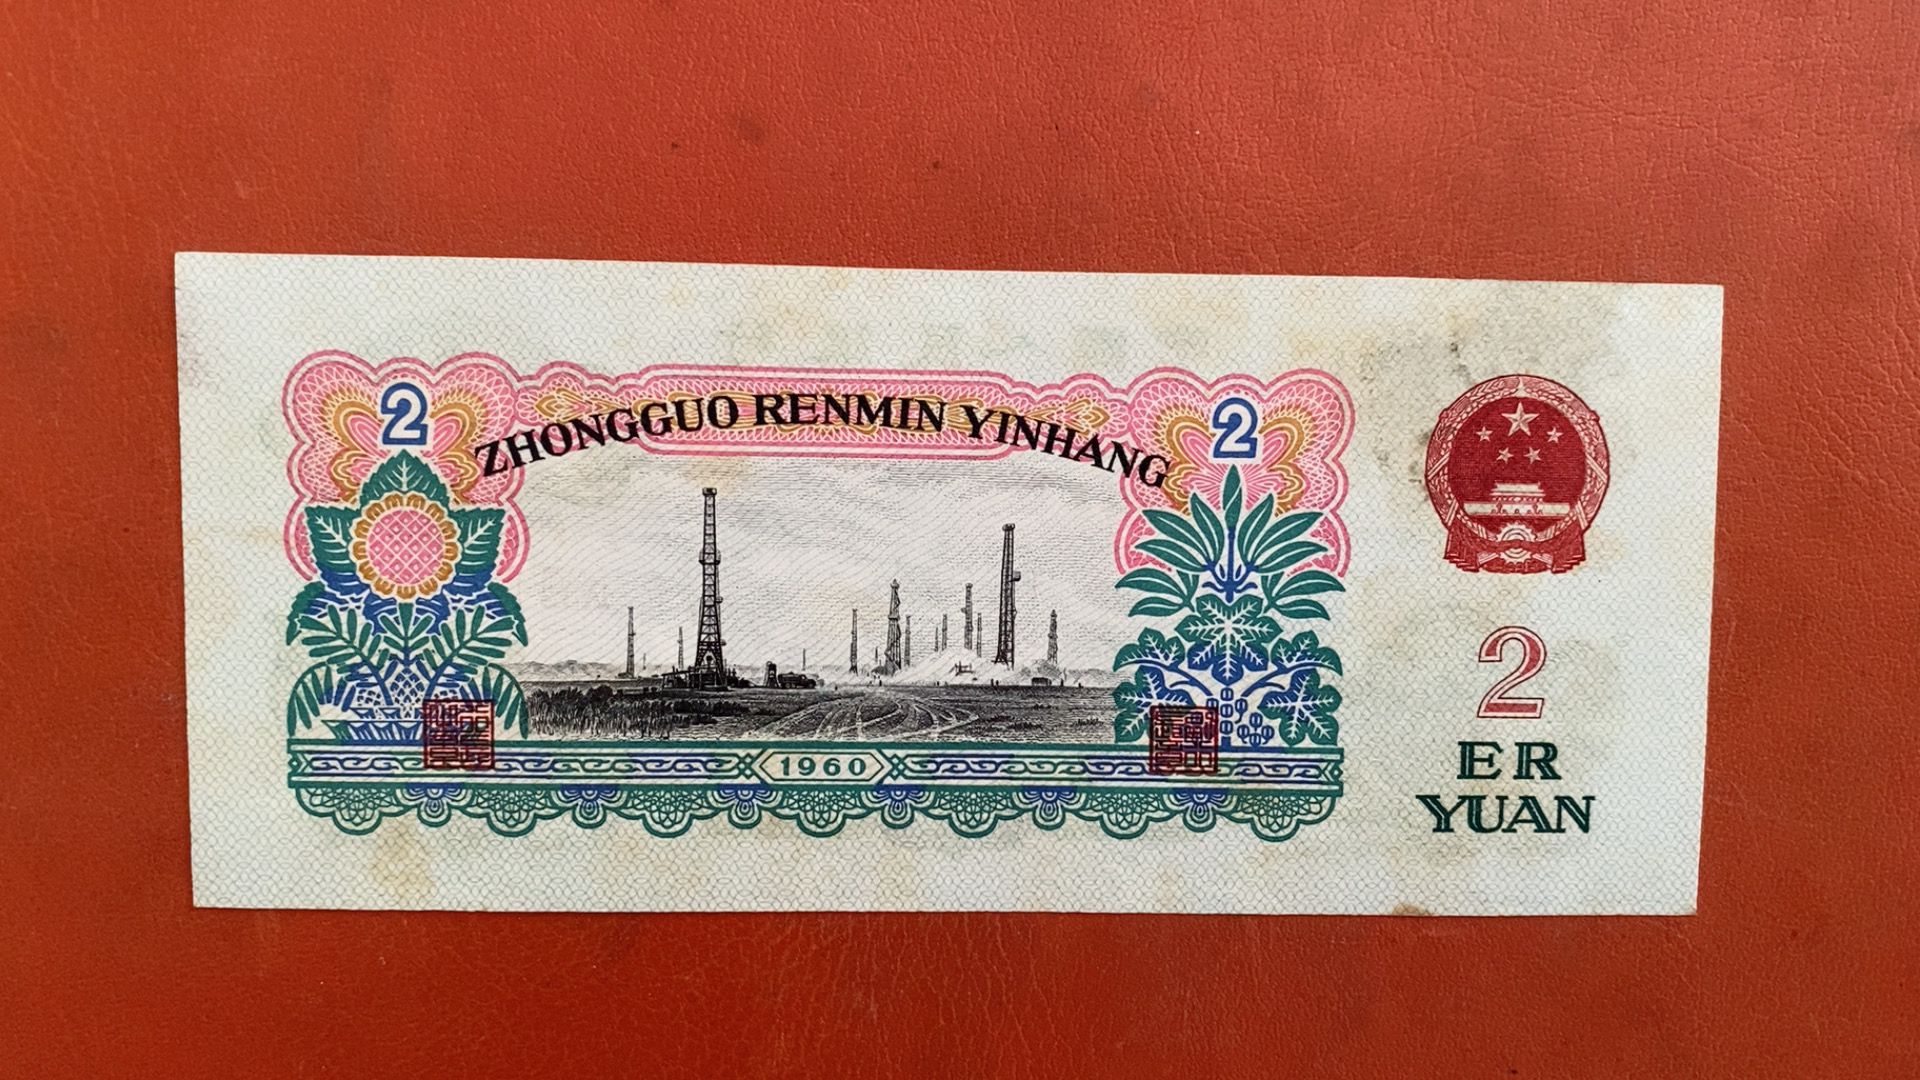 2
ZHONGGUO RENMIN YINHANG
2
1960
2
ER
YUAN